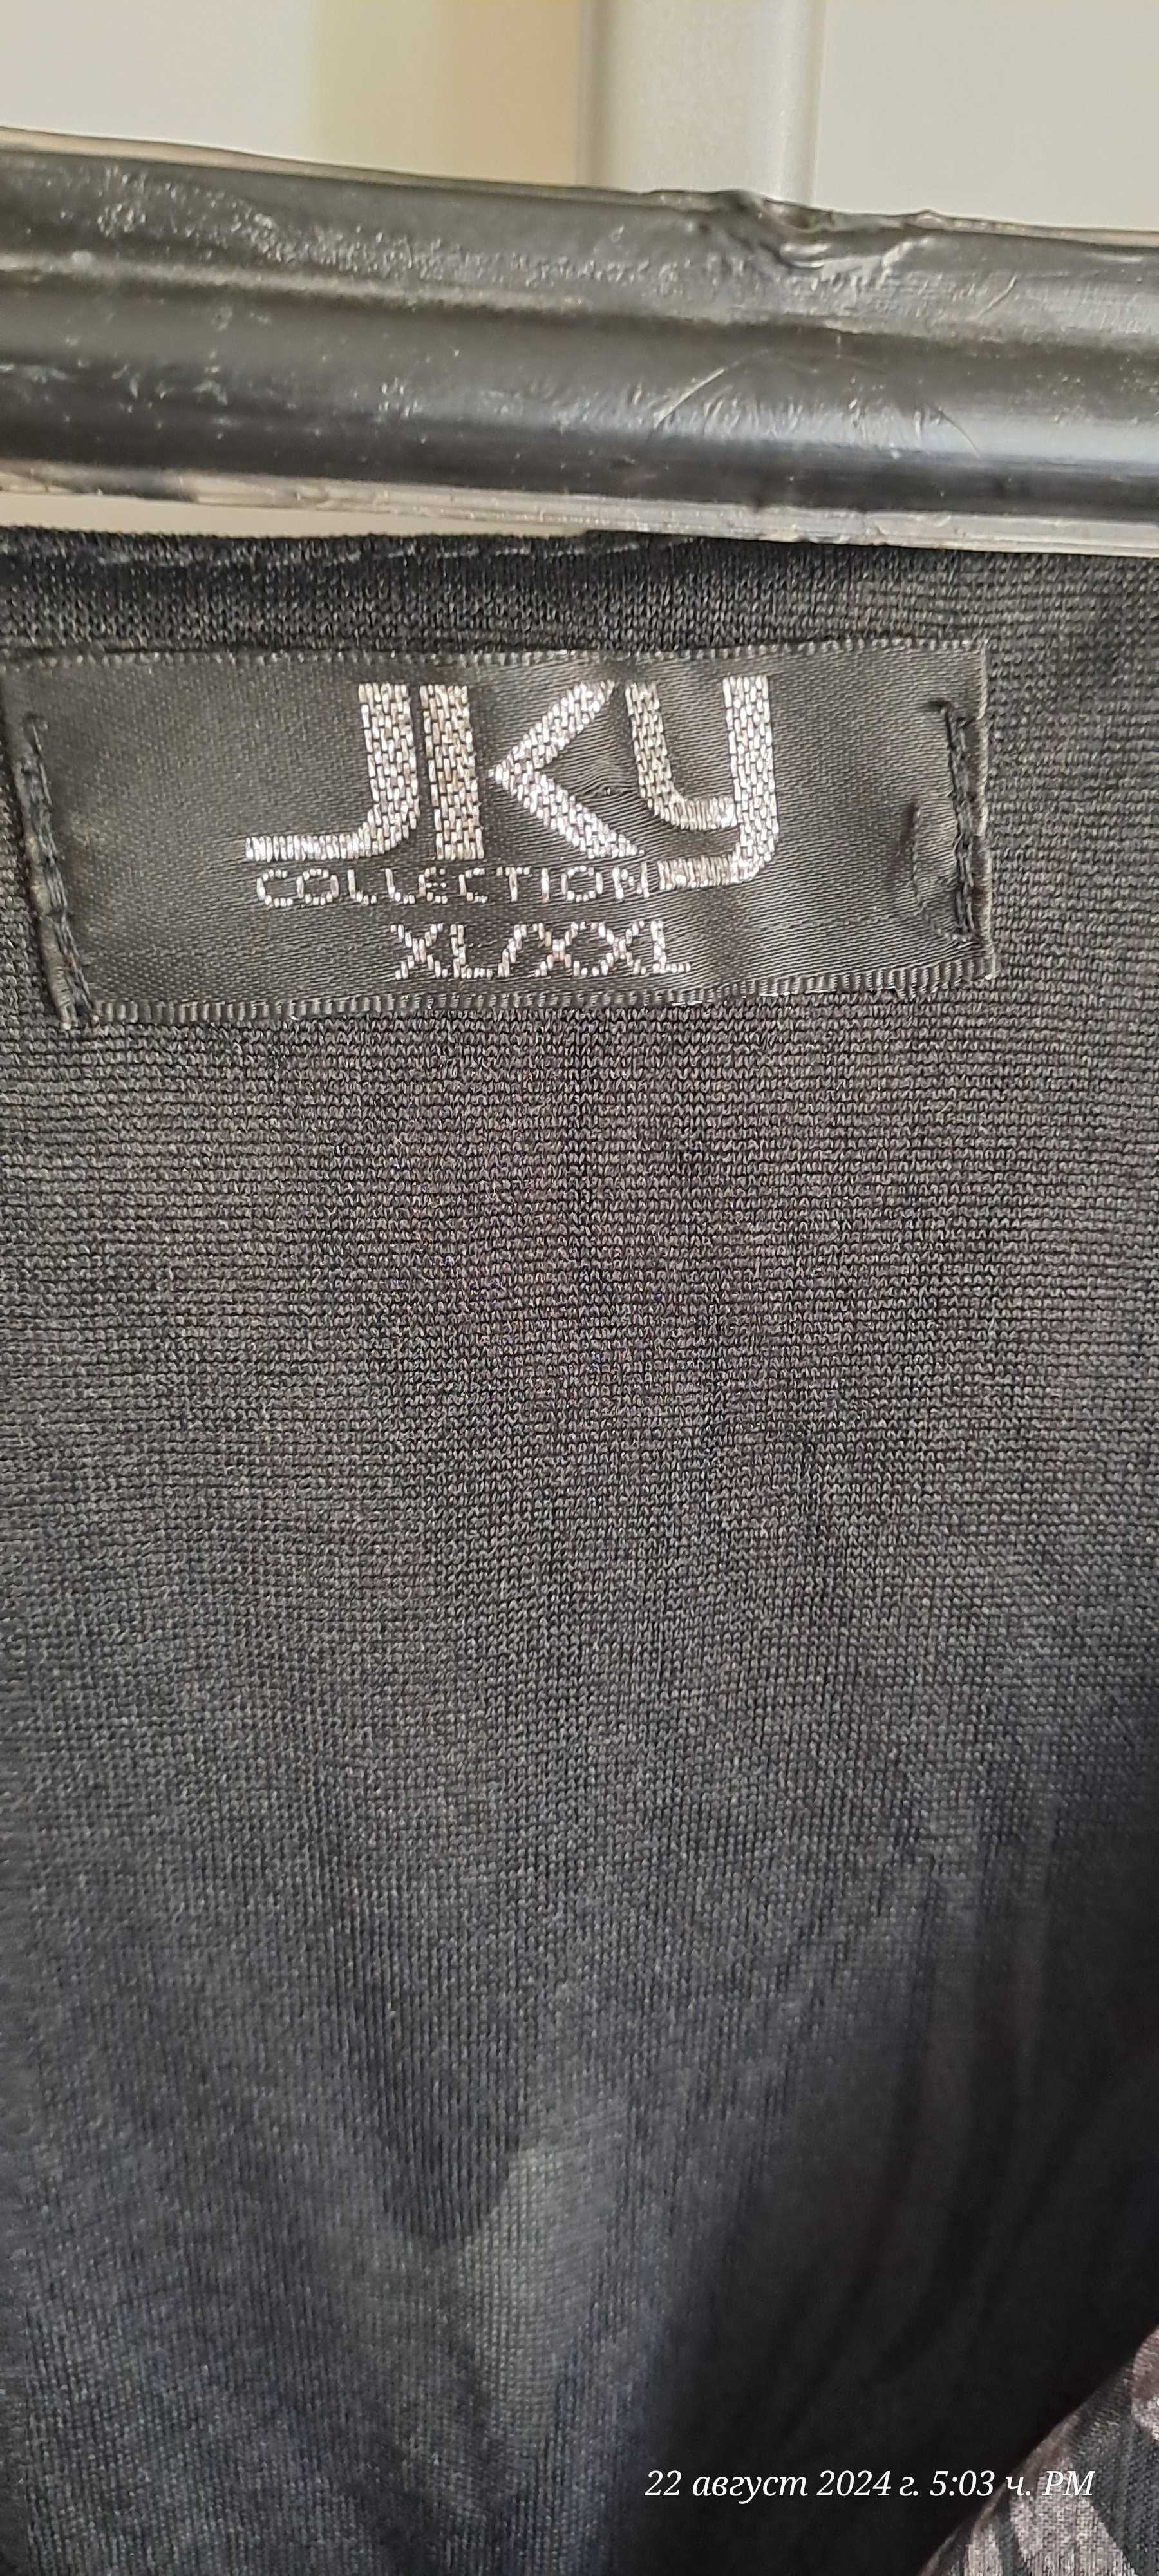 JKY
COLLECTION
XL/XXL
22 август 2024 г. 5:03 ч. PM